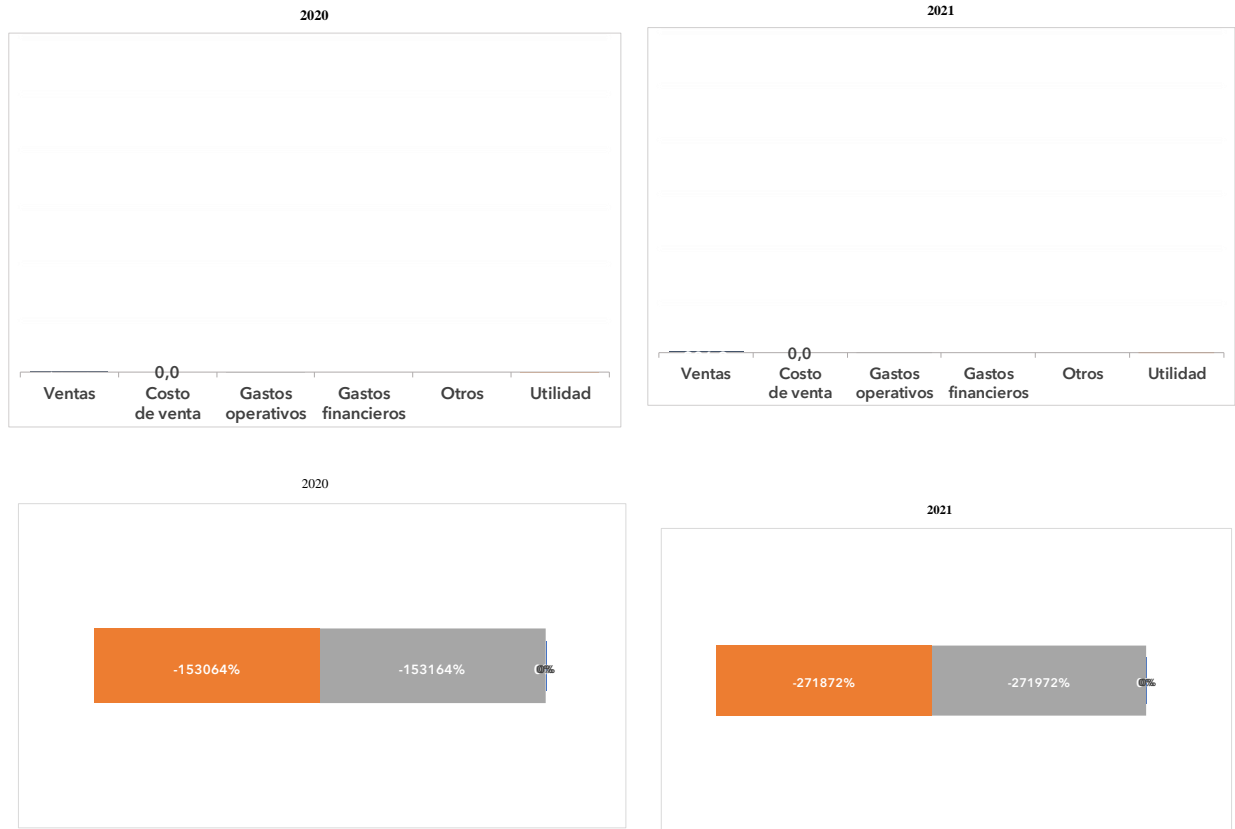 2020
0,0
Ventas
Costo
de venta
Gastos
operativos
Gastos
financieros
Otros
Utilidad
2021
0,0
Ventas
Costo
de venta
Gastos
operativos
Gastos
financieros
Otros
Utilidad
2020
-153064%
-153164%
2021
-271872%
-271972%